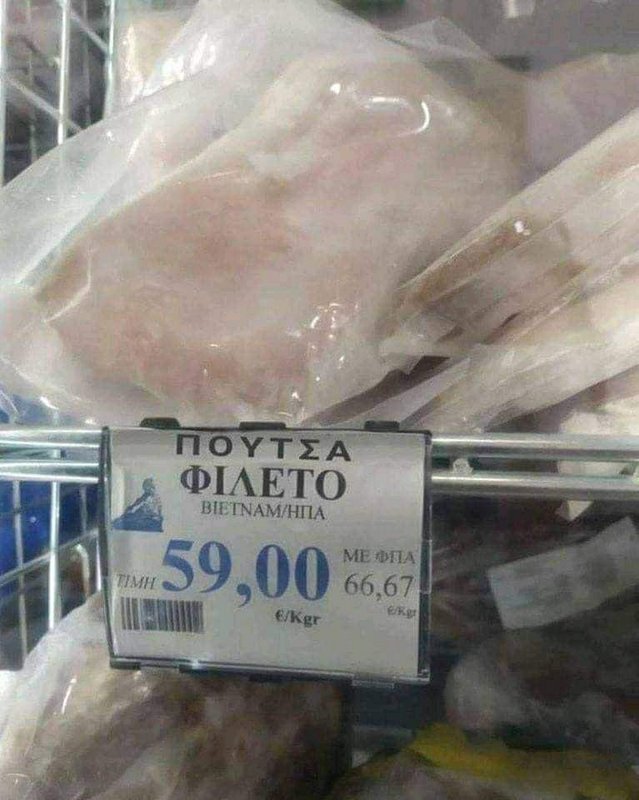 ΠΟΥΤΣΑ
ΦΙΛΕΤΟ
ΒΙΕΤΝΑΜ/ΗΠΑ
ΤΙΜΗ 59,00 €/Kgr
ΜΕ ΦΠΑ
66,67
€/Kgr